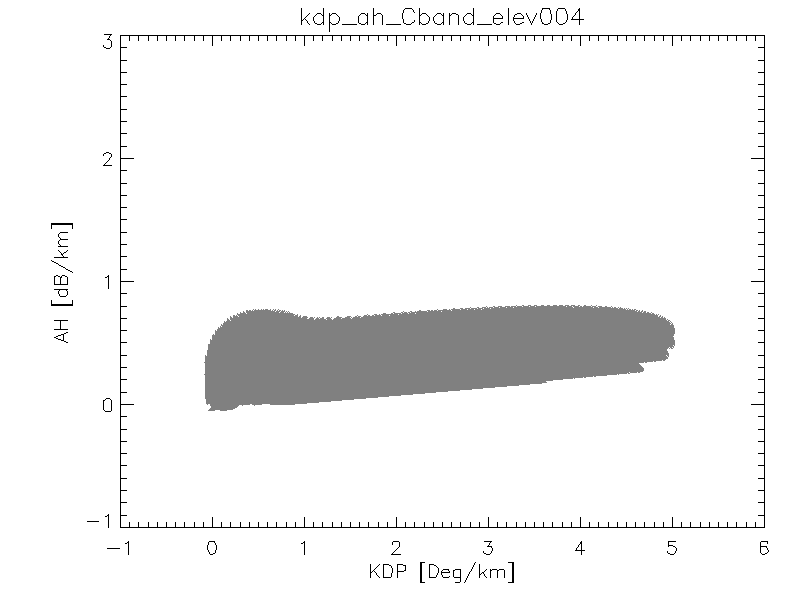 kdp_ah_Cband_elev004
3
2
1
0
-1
AH [dB/km]
-1 0 1 2 3 4 5 6
KDP [Deg/km]